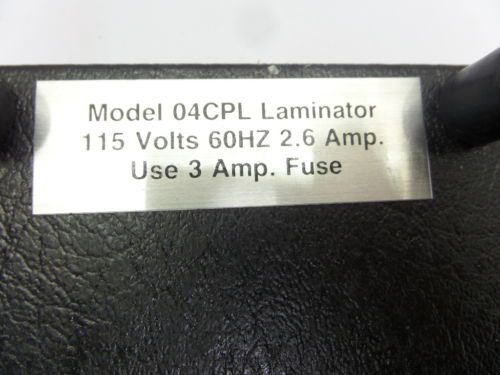 Model 04CPL Laminator
115 Volts 60HZ 2.6 Amp.
Use 3 Amp. Fuse